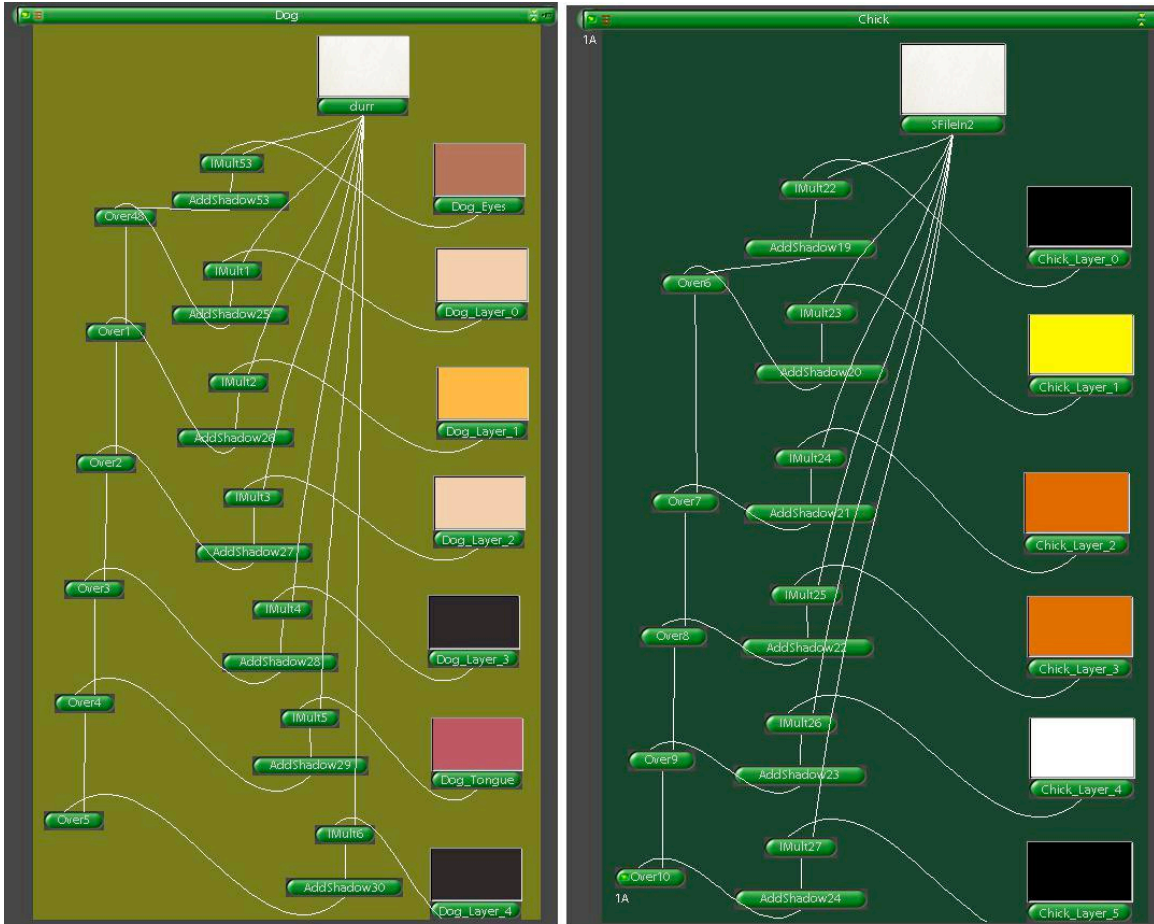 Dog
durr
IMult53
AddShadow53
Dog_Eyes
Over48
IMult1
AddShadow25
Dog_Layer_0
Over1
IMult2
AddShadow26
Dog_Layer_1
Over2
IMult3
AddShadow27
Dog_Layer_2
Over3
IMult4
AddShadow28
Dog_Layer_3
Over4
IMult5
AddShadow29
Dog_Tongue
Over5
IMult6
AddShadow30
Dog_Layer_4
Chick
1A
SFileIn2
IMult22
AddShadow19
Chick_Layer_0
Over6
IMult23
AddShadow20
Chick_Layer_1
IMult24
Over7
AddShadow21
Chick_Layer_2
IMult25
Over8
AddShadow22
Chick_Layer_3
IMult26
Over9
AddShadow23
Chick_Layer_4
IMult27
Over10
1A
AddShadow24
Chick_Layer_5